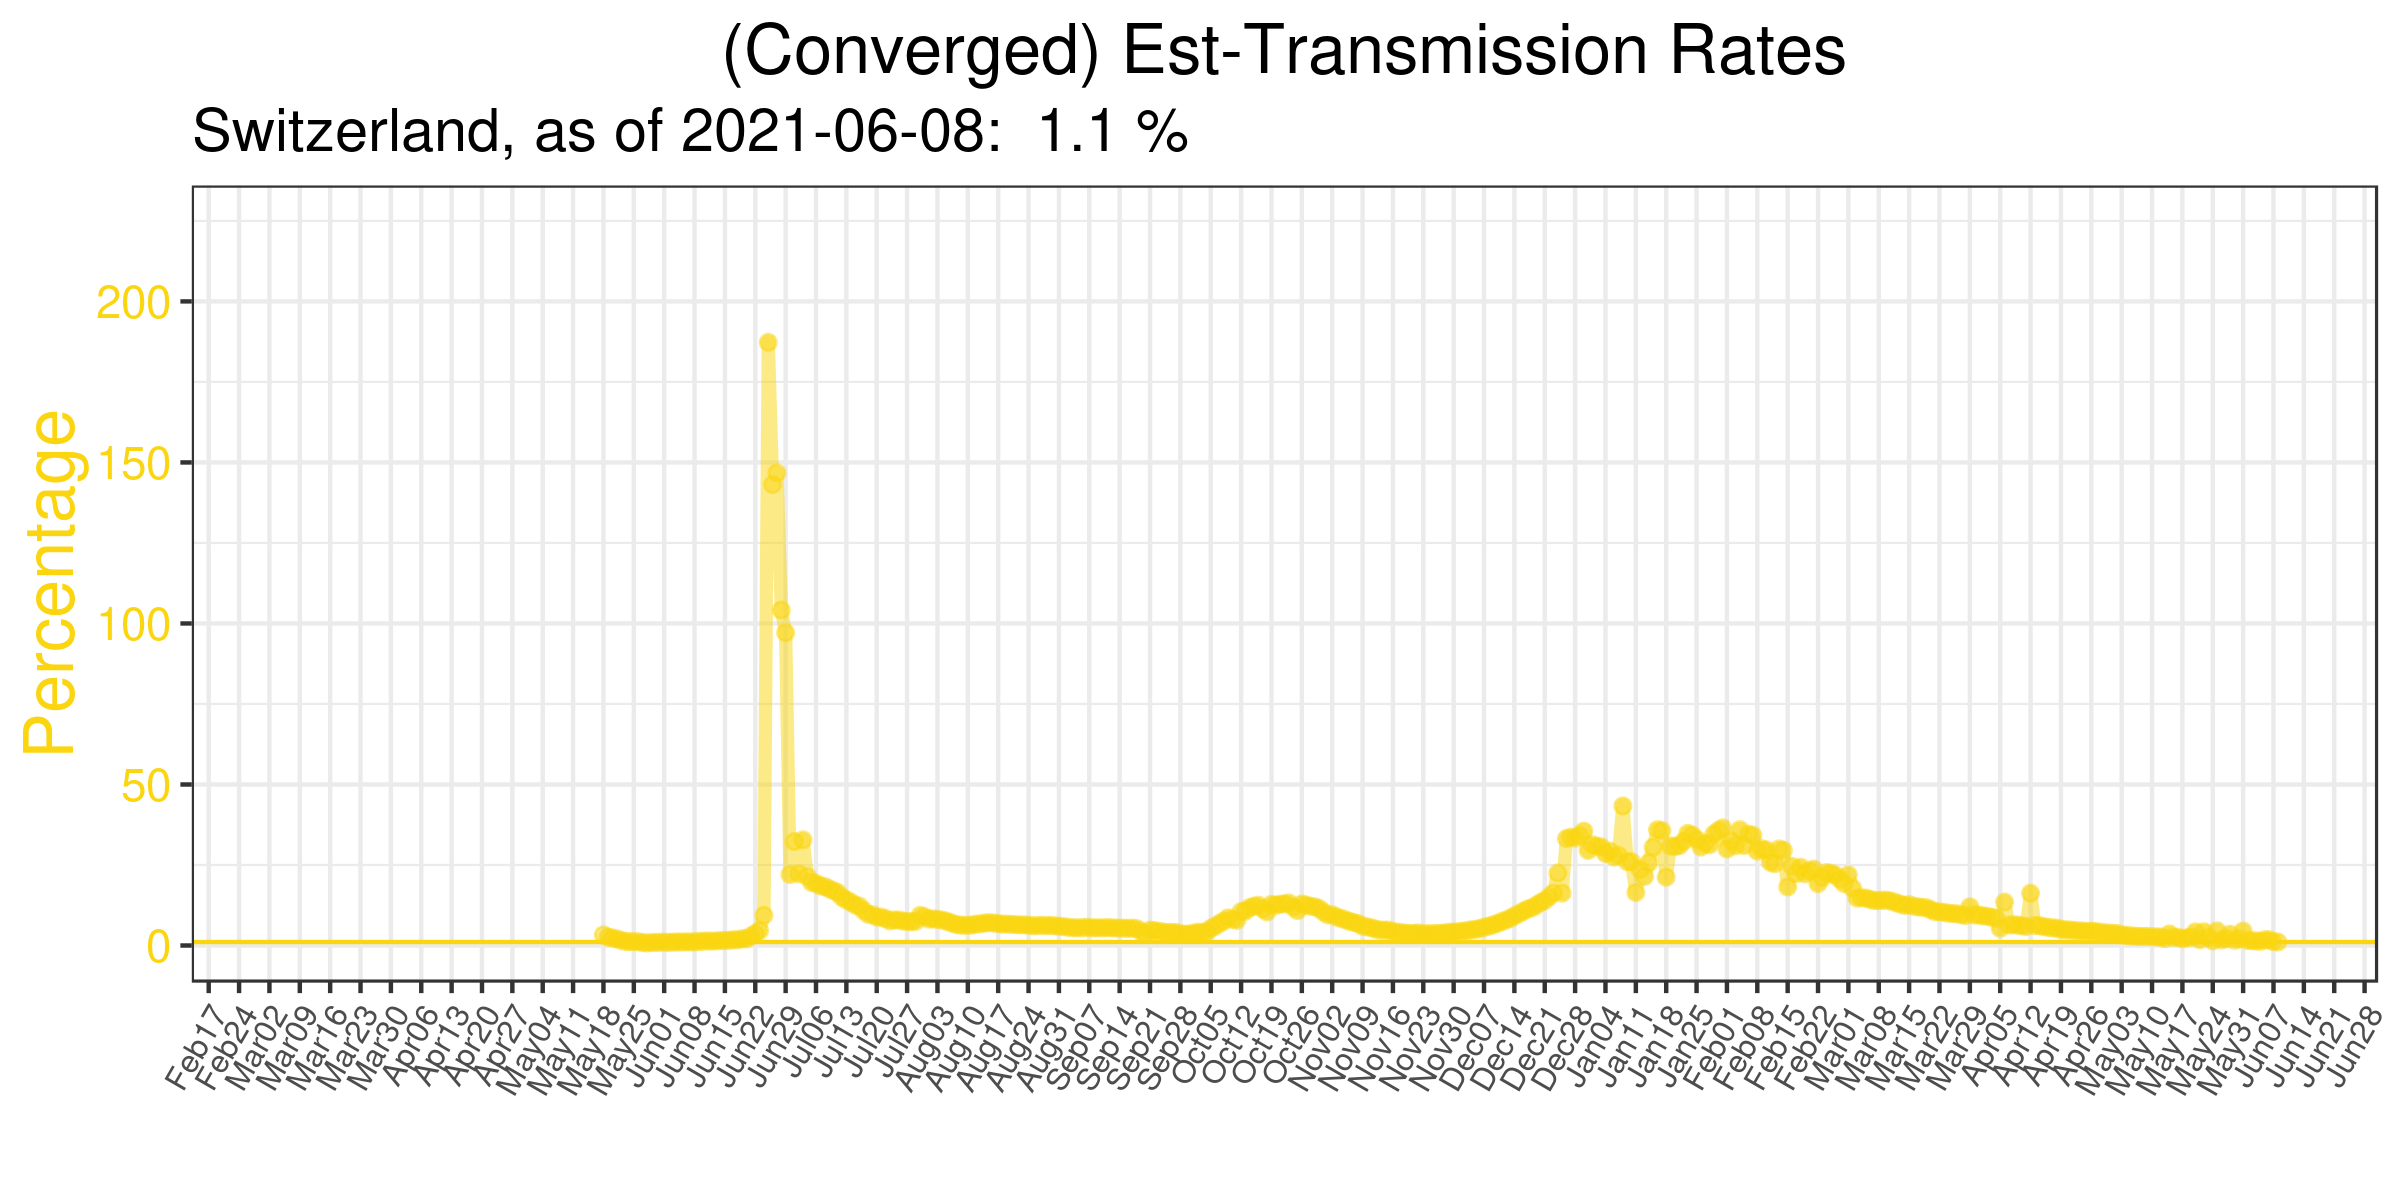 (Converged) Est-Transmission Rates
Switzerland, as of 2021-06-08:  1.1 %
Percentage
200
150
100
50
0
Feb17
Feb24
Mar02
Mar09
Mar16
Mar23
Mar30
Apr06
Apr13
Apr20
Apr27
May04
May11
May18
May25
Jun01
Jun08
Jun15
Jun22
Jun29
Jul06
Jul13
Jul20
Jul27
Aug03
Aug10
Aug17
Aug24
Aug31
Sep07
Sep14
Sep21
Sep28
Oct05
Oct12
Oct19
Oct26
Nov02
Nov09
Nov16
Nov23
Nov30
Dec07
Dec14
Dec21
Dec28
Jan04
Jan11
Jan18
Jan25
Feb01
Feb08
Feb15
Feb22
Mar01
Mar08
Mar15
Mar22
Mar29
Apr05
Apr12
Apr19
Apr26
May03
May10
May17
May24
May31
Jun07
Jun14
Jun21
Jun28